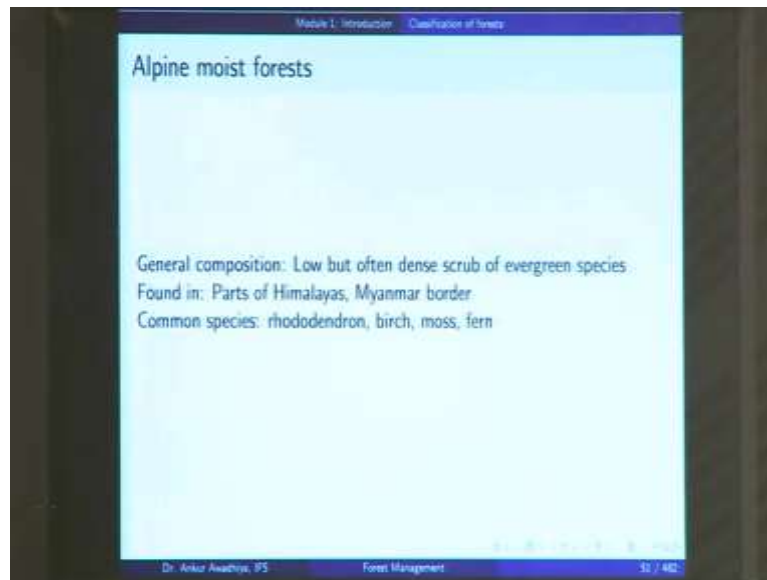 Module 1: Introduction Classification of forests
Alpine moist forests
General composition: Low but often dense scrub of evergreen species
Found in: Parts of Himalayas, Myanmar border
Common species: rhododendron, birch, moss, fern
Dr. Ankur Awadhiya, IFS Forest Management 51 / 482